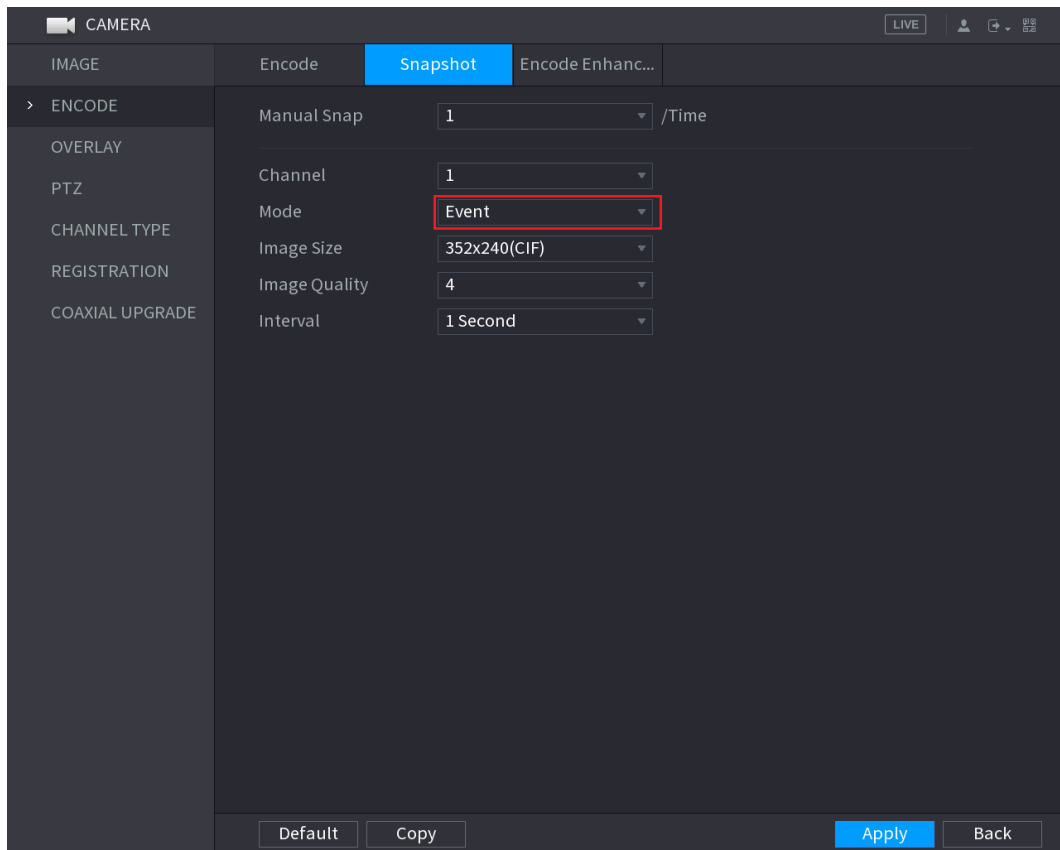 CAMERA
LIVE
IMAGE
ENCODE
OVERLAY
PTZ
CHANNEL TYPE
REGISTRATION
COAXIAL UPGRADE
Encode Snapshot Encode Enhanc...
Manual Snap 1 /Time
Channel 1
Mode Event
Image Size 352x240(CIF)
Image Quality 4
Interval 1 Second
Default Copy Apply Back